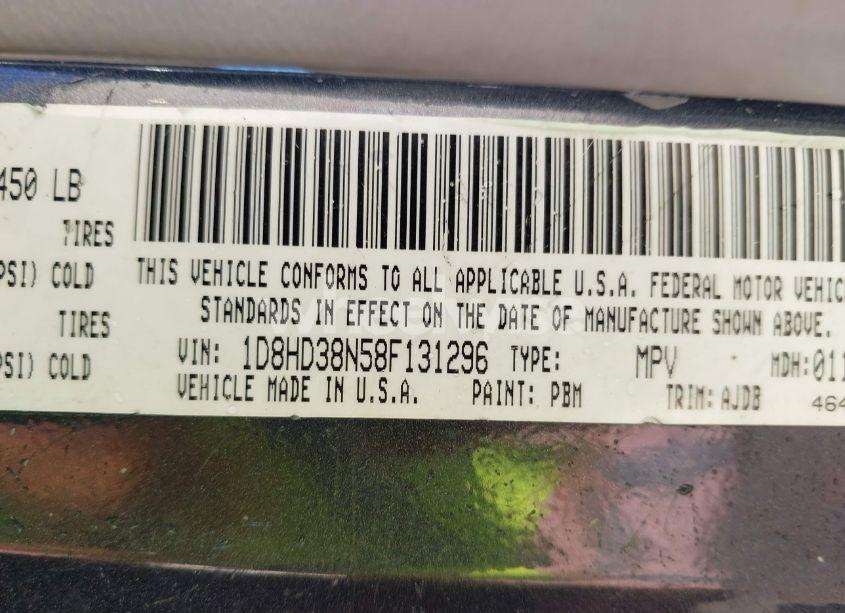 450 LB
TIRES
PSI) COLD
TIRES
PSI) COLD
THIS VEHICLE CONFORMS TO ALL APPLICABLE U.S.A. FEDERAL MOTOR VEHIC
STANDARDS IN EFFECT ON THE DATE OF MANUFACTURE SHOWN ABOVE.
VIN: 1D8HD38N58F131296 TYPE: MPV MDH:011
VEHICLE MADE IN U.S.A. PAINT: PBM TRIM: AJDB 464